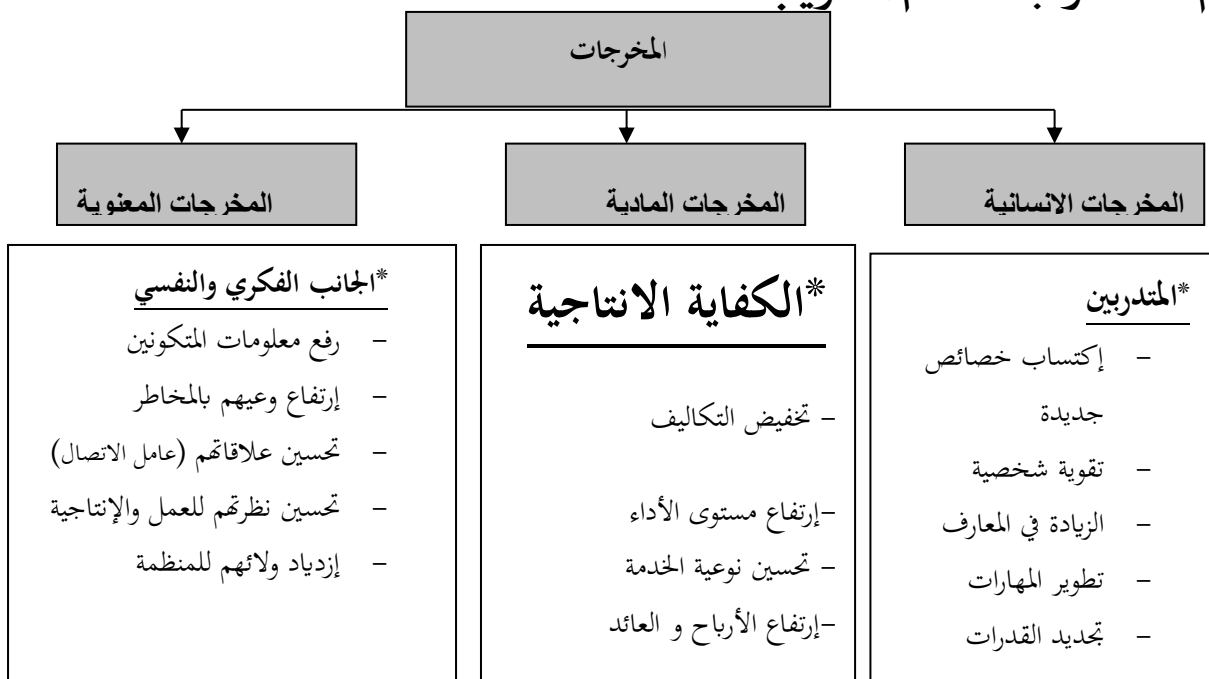 المخرجات
المخرجات الانسانية
المخرجات المادية
المخرجات المعنوية
*المتدربين
- إكتساب خصائص
جديدة
- تقوية شخصية
- الزيادة في المعارف
- تطوير المهارات
- تجديد القدرات
*الكفاية الانتاجية
- تخفيض التكاليف
-إرتفاع مستوى الأداء
- تحسين نوعية الخدمة
-إرتفاع الأرباح و العائد
*الجانب الفكري والنفسي
- رفع معلومات المتكونين
- إرتفاع وعيهم بالمخاطر
- تحسين علاقاتهم (عامل الاتصال)
- تحسين نظرتهم للعمل والإنتاجية
- إزدياد ولائهم للمنظمة